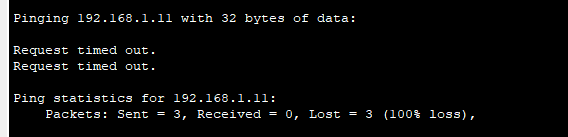 Pinging 192.168.1.11 with 32 bytes of data:
Request timed out.
Request timed out.
Ping statistics for 192.168.1.11:
Packets: Sent = 3, Received = 0, Lost = 3 (100% loss),